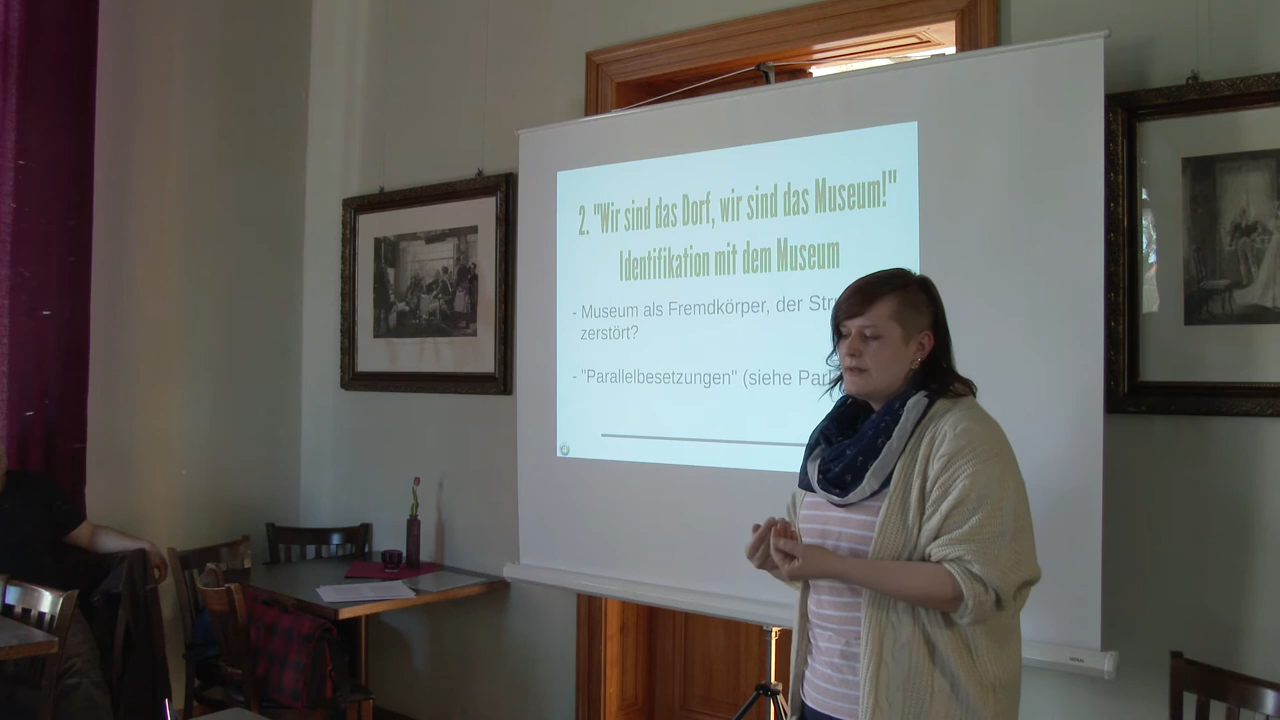 2. "Wir sind das Dorf, wir sind das Museum!"
Identifikation mit dem Museum
- Museum als Fremdkörper, der
zerstört?
- "Parallelbesetzungen" (siehe